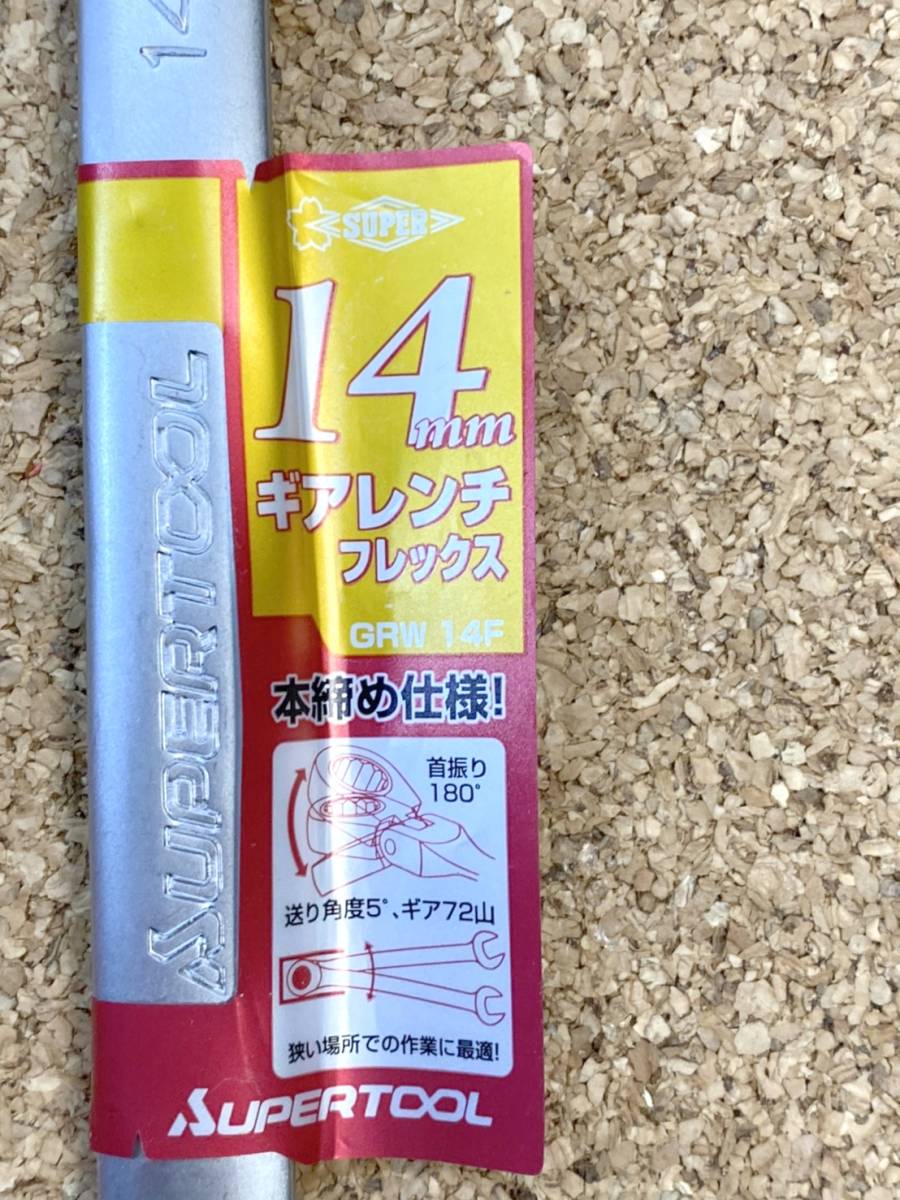 14
SUPERTOOL
SUPER
14mm
ギアレンチ
フレックス
GRW 14F
本締め仕様!
首振り
180°
送り角度5°、ギア72山
狭い場所での作業に最適!
SUPERTOOL